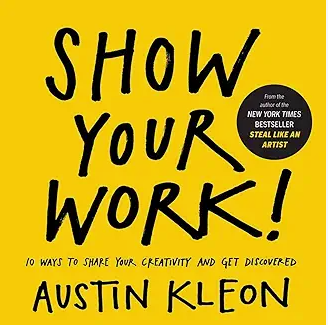 SHOW
YOUR
WORK!
From the
author of the
NEW YORK TIMES
BESTSELLER
STEAL LIKE AN
ARTIST
10 WAYS TO SHARE YOUR CREATIVITY AND GET DISCOVERED
AUSTIN KLEON